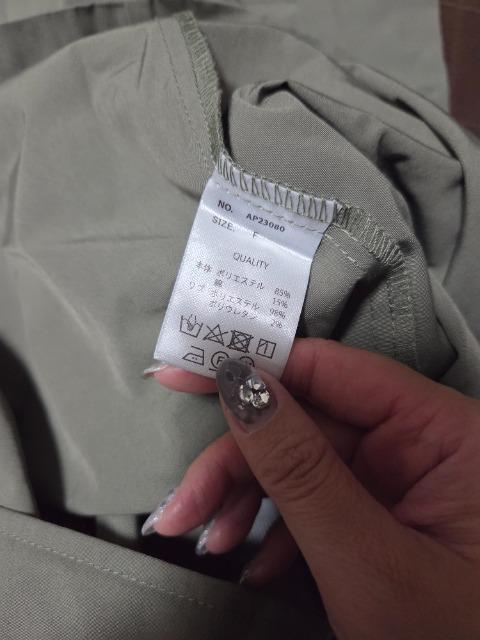 NO. AP23080
SIZE: F
QUALITY
本体 ポリエステル 85%
綿 15%
リブ ポリエステル 98%
ポリウレタン 2%